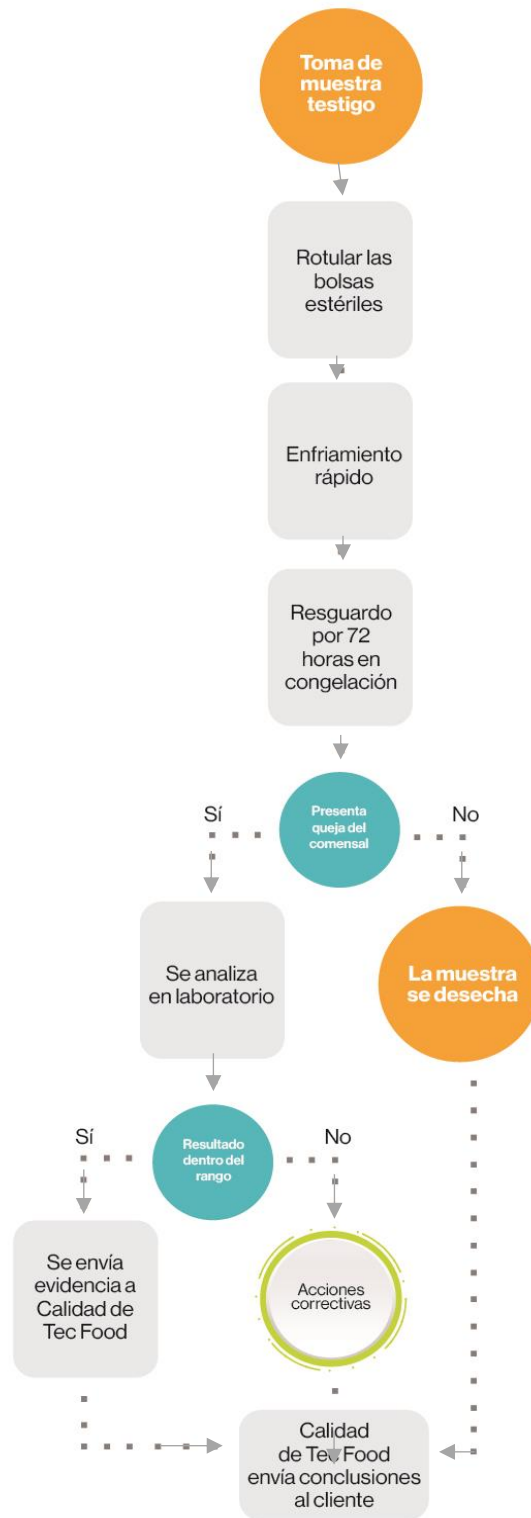 Toma de
muestra
testigo
Rotular las
bolsas
estériles
Enfriamiento
rápido
Resguardo
por 72
horas en
congelación
Sí
Presenta
queja del
comensal
No
Se analiza
en laboratorio
La muestra
se desecha
Sí
Resultado
dentro del
rango
No
Se envía
evidencia a
Calidad de
Tec Food
Acciones
correctivas
Calidad
de Tec Food
envía conclusiones
al cliente